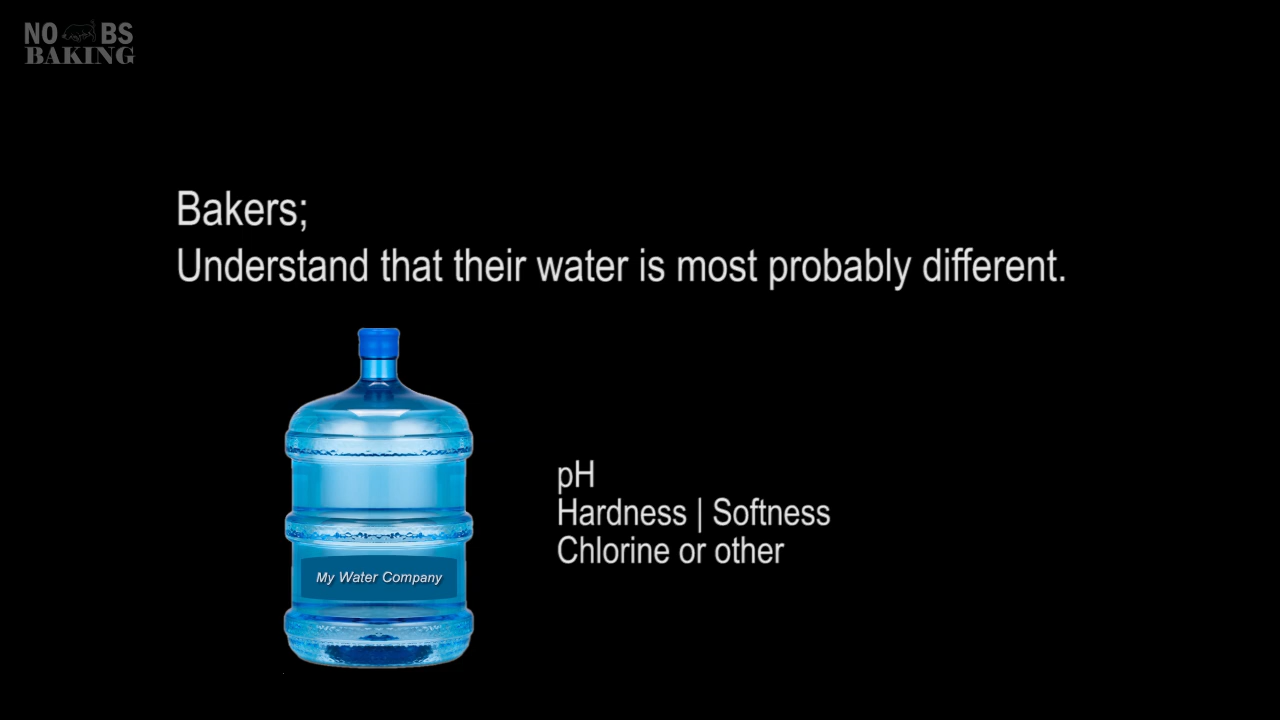 NO BS
BAKING
Bakers;
Understand that their water is most probably different.
pH
Hardness | Softness
Chlorine or other
My Water Company